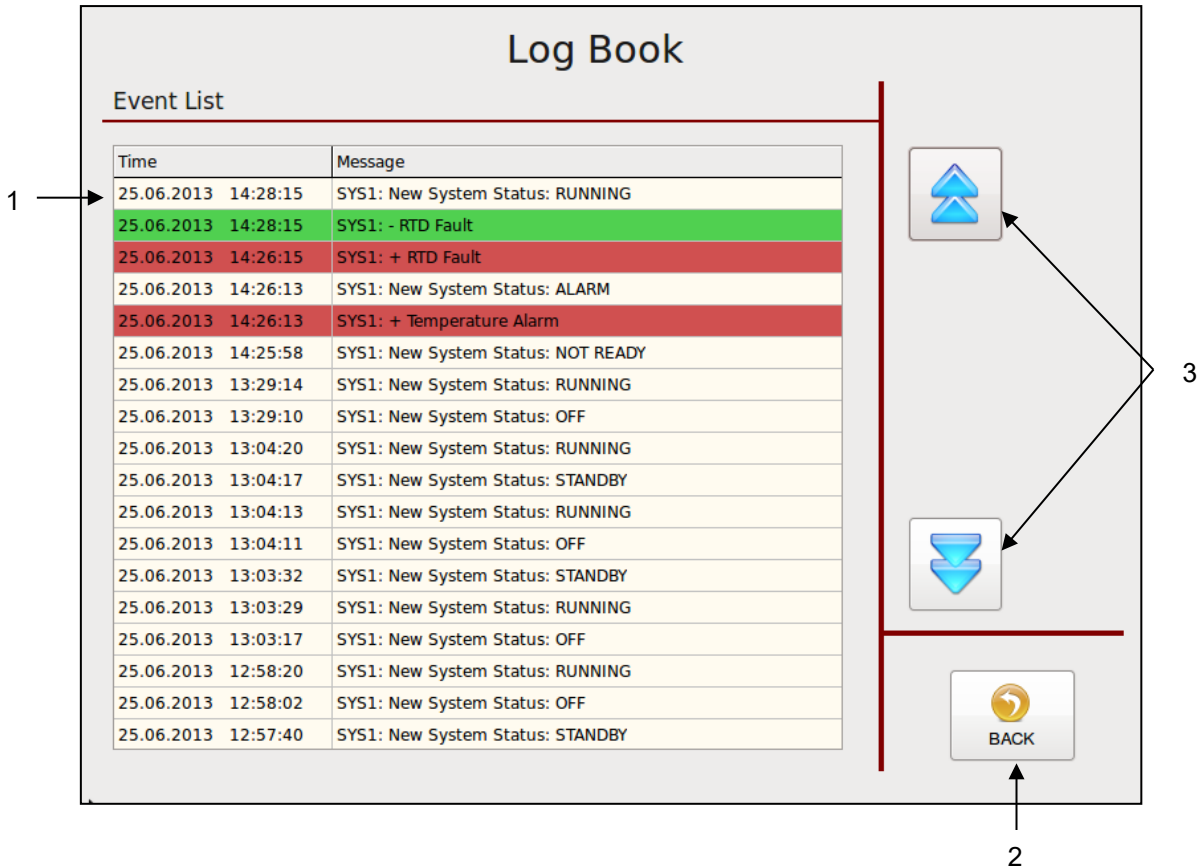 Log Book
Event List
Time Message
1
25.06.2013 14:28:15 SYS1: New System Status: RUNNING
25.06.2013 14:28:15 SYS1: - RTD Fault
25.06.2013 14:26:15 SYS1: + RTD Fault
25.06.2013 14:26:13 SYS1: New System Status: ALARM
25.06.2013 14:26:13 SYS1: + Temperature Alarm
25.06.2013 14:25:58 SYS1: New System Status: NOT READY
25.06.2013 13:29:14 SYS1: New System Status: RUNNING
3
25.06.2013 13:29:10 SYS1: New System Status: OFF
25.06.2013 13:04:20 SYS1: New System Status: RUNNING
25.06.2013 13:04:17 SYS1: New System Status: STANDBY
25.06.2013 13:04:13 SYS1: New System Status: RUNNING
25.06.2013 13:04:11 SYS1: New System Status: OFF
25.06.2013 13:03:32 SYS1: New System Status: STANDBY
25.06.2013 13:03:29 SYS1: New System Status: RUNNING
25.06.2013 13:03:17 SYS1: New System Status: OFF
25.06.2013 12:58:20 SYS1: New System Status: RUNNING
25.06.2013 12:58:02 SYS1: New System Status: OFF
25.06.2013 12:57:40 SYS1: New System Status: STANDBY
BACK
2